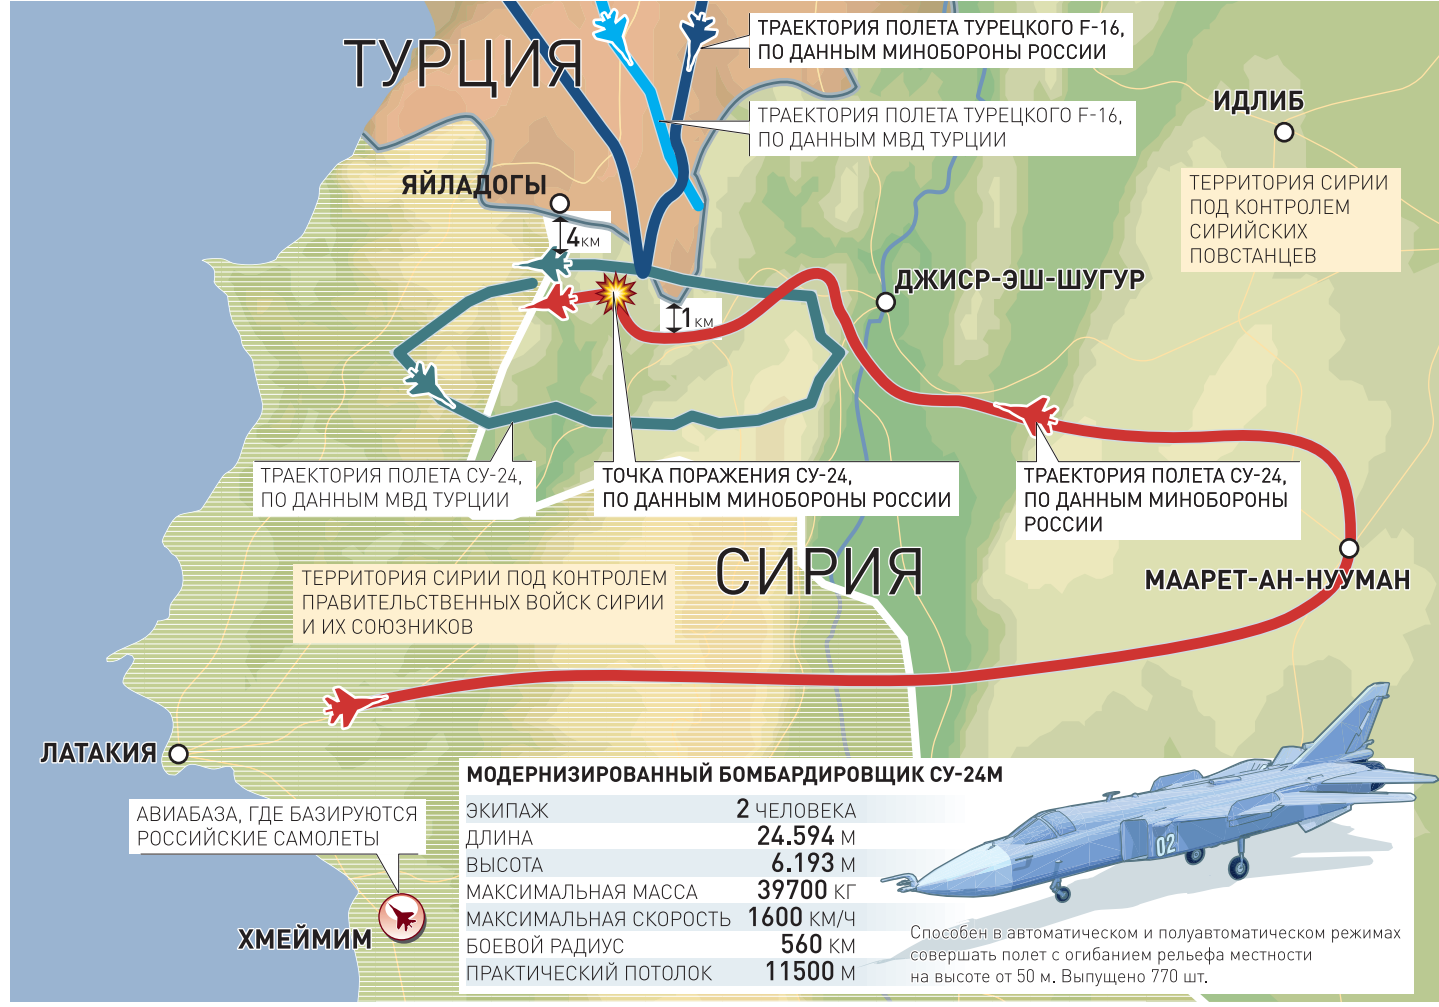 ТУРЦИЯ
ТРАЕКТОРИЯ ПОЛЕТА ТУРЕЦКОГО F-16,
ПО ДАННЫМ МИНОБОРОНЫ РОССИИ
ТРАЕКТОРИЯ ПОЛЕТА ТУРЕЦКОГО F-16,
ПО ДАННЫМ МВД ТУРЦИИ
ИДЛИБ
ЯЙЛАДОГЫ
ТЕРРИТОРИЯ СИРИИ
ПОД КОНТРОЛЕМ
СИРИЙСКИХ
ПОВСТАНЦЕВ
4 КМ
ДЖИСР-ЭШ-ШУГУР
1 КМ
ТРАЕКТОРИЯ ПОЛЕТА СУ-24,
ПО ДАННЫМ МВД ТУРЦИИ
ТОЧКА ПОРАЖЕНИЯ СУ-24,
ПО ДАННЫМ МИНОБОРОНЫ РОССИИ
ТРАЕКТОРИЯ ПОЛЕТА СУ-24,
ПО ДАННЫМ МИНОБОРОНЫ
РОССИИ
СИРИЯ
МААРЕТ-АН-НУУМАН
ТЕРРИТОРИЯ СИРИИ ПОД КОНТРОЛЕМ
ПРАВИТЕЛЬСТВЕННЫХ ВОЙСК СИРИИ
И ИХ СОЮЗНИКОВ
ЛАТАКИЯ
АВИАБАЗА, ГДЕ БАЗИРУЮТСЯ
РОССИЙСКИЕ САМОЛЕТЫ
ХМЕЙМИМ
МОДЕРНИЗИРОВАННЫЙ БОМБАРДИРОВЩИК СУ-24М
ЭКИПАЖ 2 ЧЕЛОВЕКА
ДЛИНА 24.594 М
ВЫСОТА 6.193 М
МАКСИМАЛЬНАЯ МАССА 39700 КГ
МАКСИМАЛЬНАЯ СКОРОСТЬ 1600 КМ/Ч
БОЕВОЙ РАДИУС 560 КМ
ПРАКТИЧЕСКИЙ ПОТОЛОК 11500 М
02
Способен в автоматическом и полуавтоматическом режимах
совершать полет с огибанием рельефа местности
на высоте от 50 м. Выпущено 770 шт.